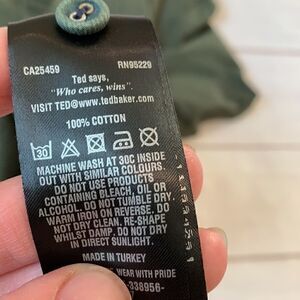 CA25459 RN95229
Ted says,
"Who cares, wins".
VISIT TED@www.tedbaker.com
100% COTTON
30
MACHINE WASH AT 30C INSIDE
OUT WITH SIMILAR COLOURS.
DO NOT USE PRODUCTS
CONTAINING BLEACH, OIL OR
ALCOHOL. DO NOT TUMBLE DRY.
WARM IRON ON REVERSE. DO
NOT DRY CLEAN. RE-SHAPE
WHILST DAMP. DO NOT DRY
IN DIRECT SUNLIGHT.
MADE IN TURKEY
WEAR WITH PRIDE
-338956-